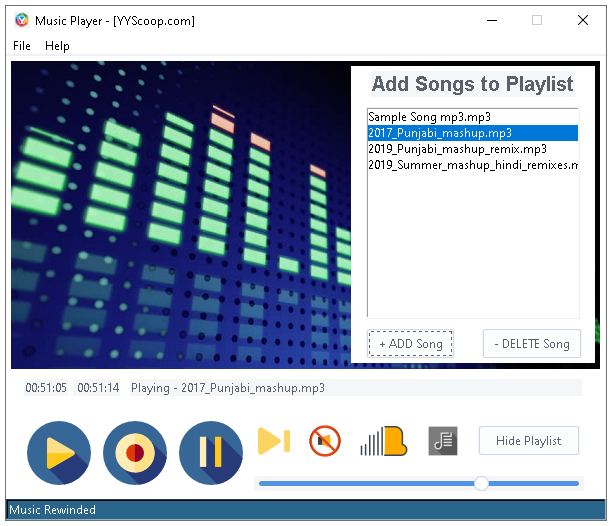 Music Player - [YYScoop.com]
File Help
Add Songs to Playlist
Sample Song mp3.mp3
2017_Punjabi_mashup.mp3
2019_Punjabi_mashup_remix.mp3
2019_Summer_mashup_hindi_remixes.m
+ ADD Song
- DELETE Song
00:51:05 00:51:14 Playing - 2017_Punjabi_mashup.mp3
Hide Playlist
Music Rewinded